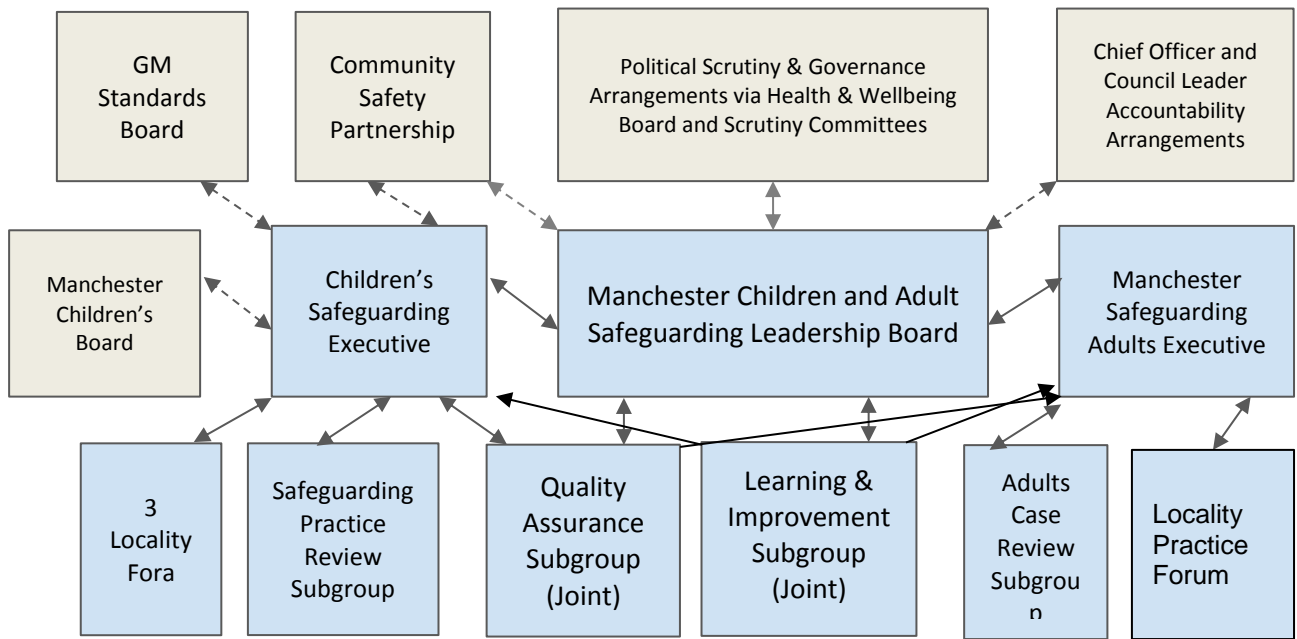 GM
Standards
Board
Community
Safety
Partnership
Political Scrutiny & Governance
Arrangements via Health & Wellbeing
Board and Scrutiny Committees
Chief Officer and
Council Leader
Accountability
Arrangements
Manchester
Children's
Board
Children's
Safeguarding
Executive
Manchester Children and Adult
Safeguarding Leadership Board
Manchester
Safeguarding
Adults Executive
3
Locality
Fora
Safeguarding
Practice
Review
Subgroup
Quality
Assurance
Subgroup
(Joint)
Learning &
Improvement
Subgroup
(Joint)
Adults
Case
Review
Subgrou
p
Locality
Practice
Forum